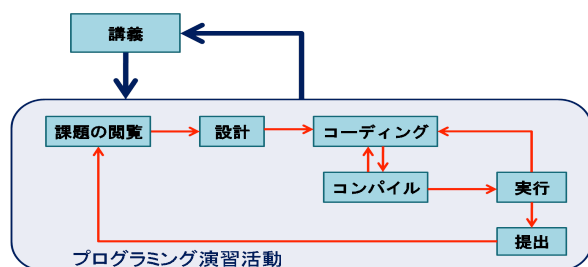 講義
課題の閲覧
設計
コーディング
コンパイル
実行
提出
プログラミング演習活動